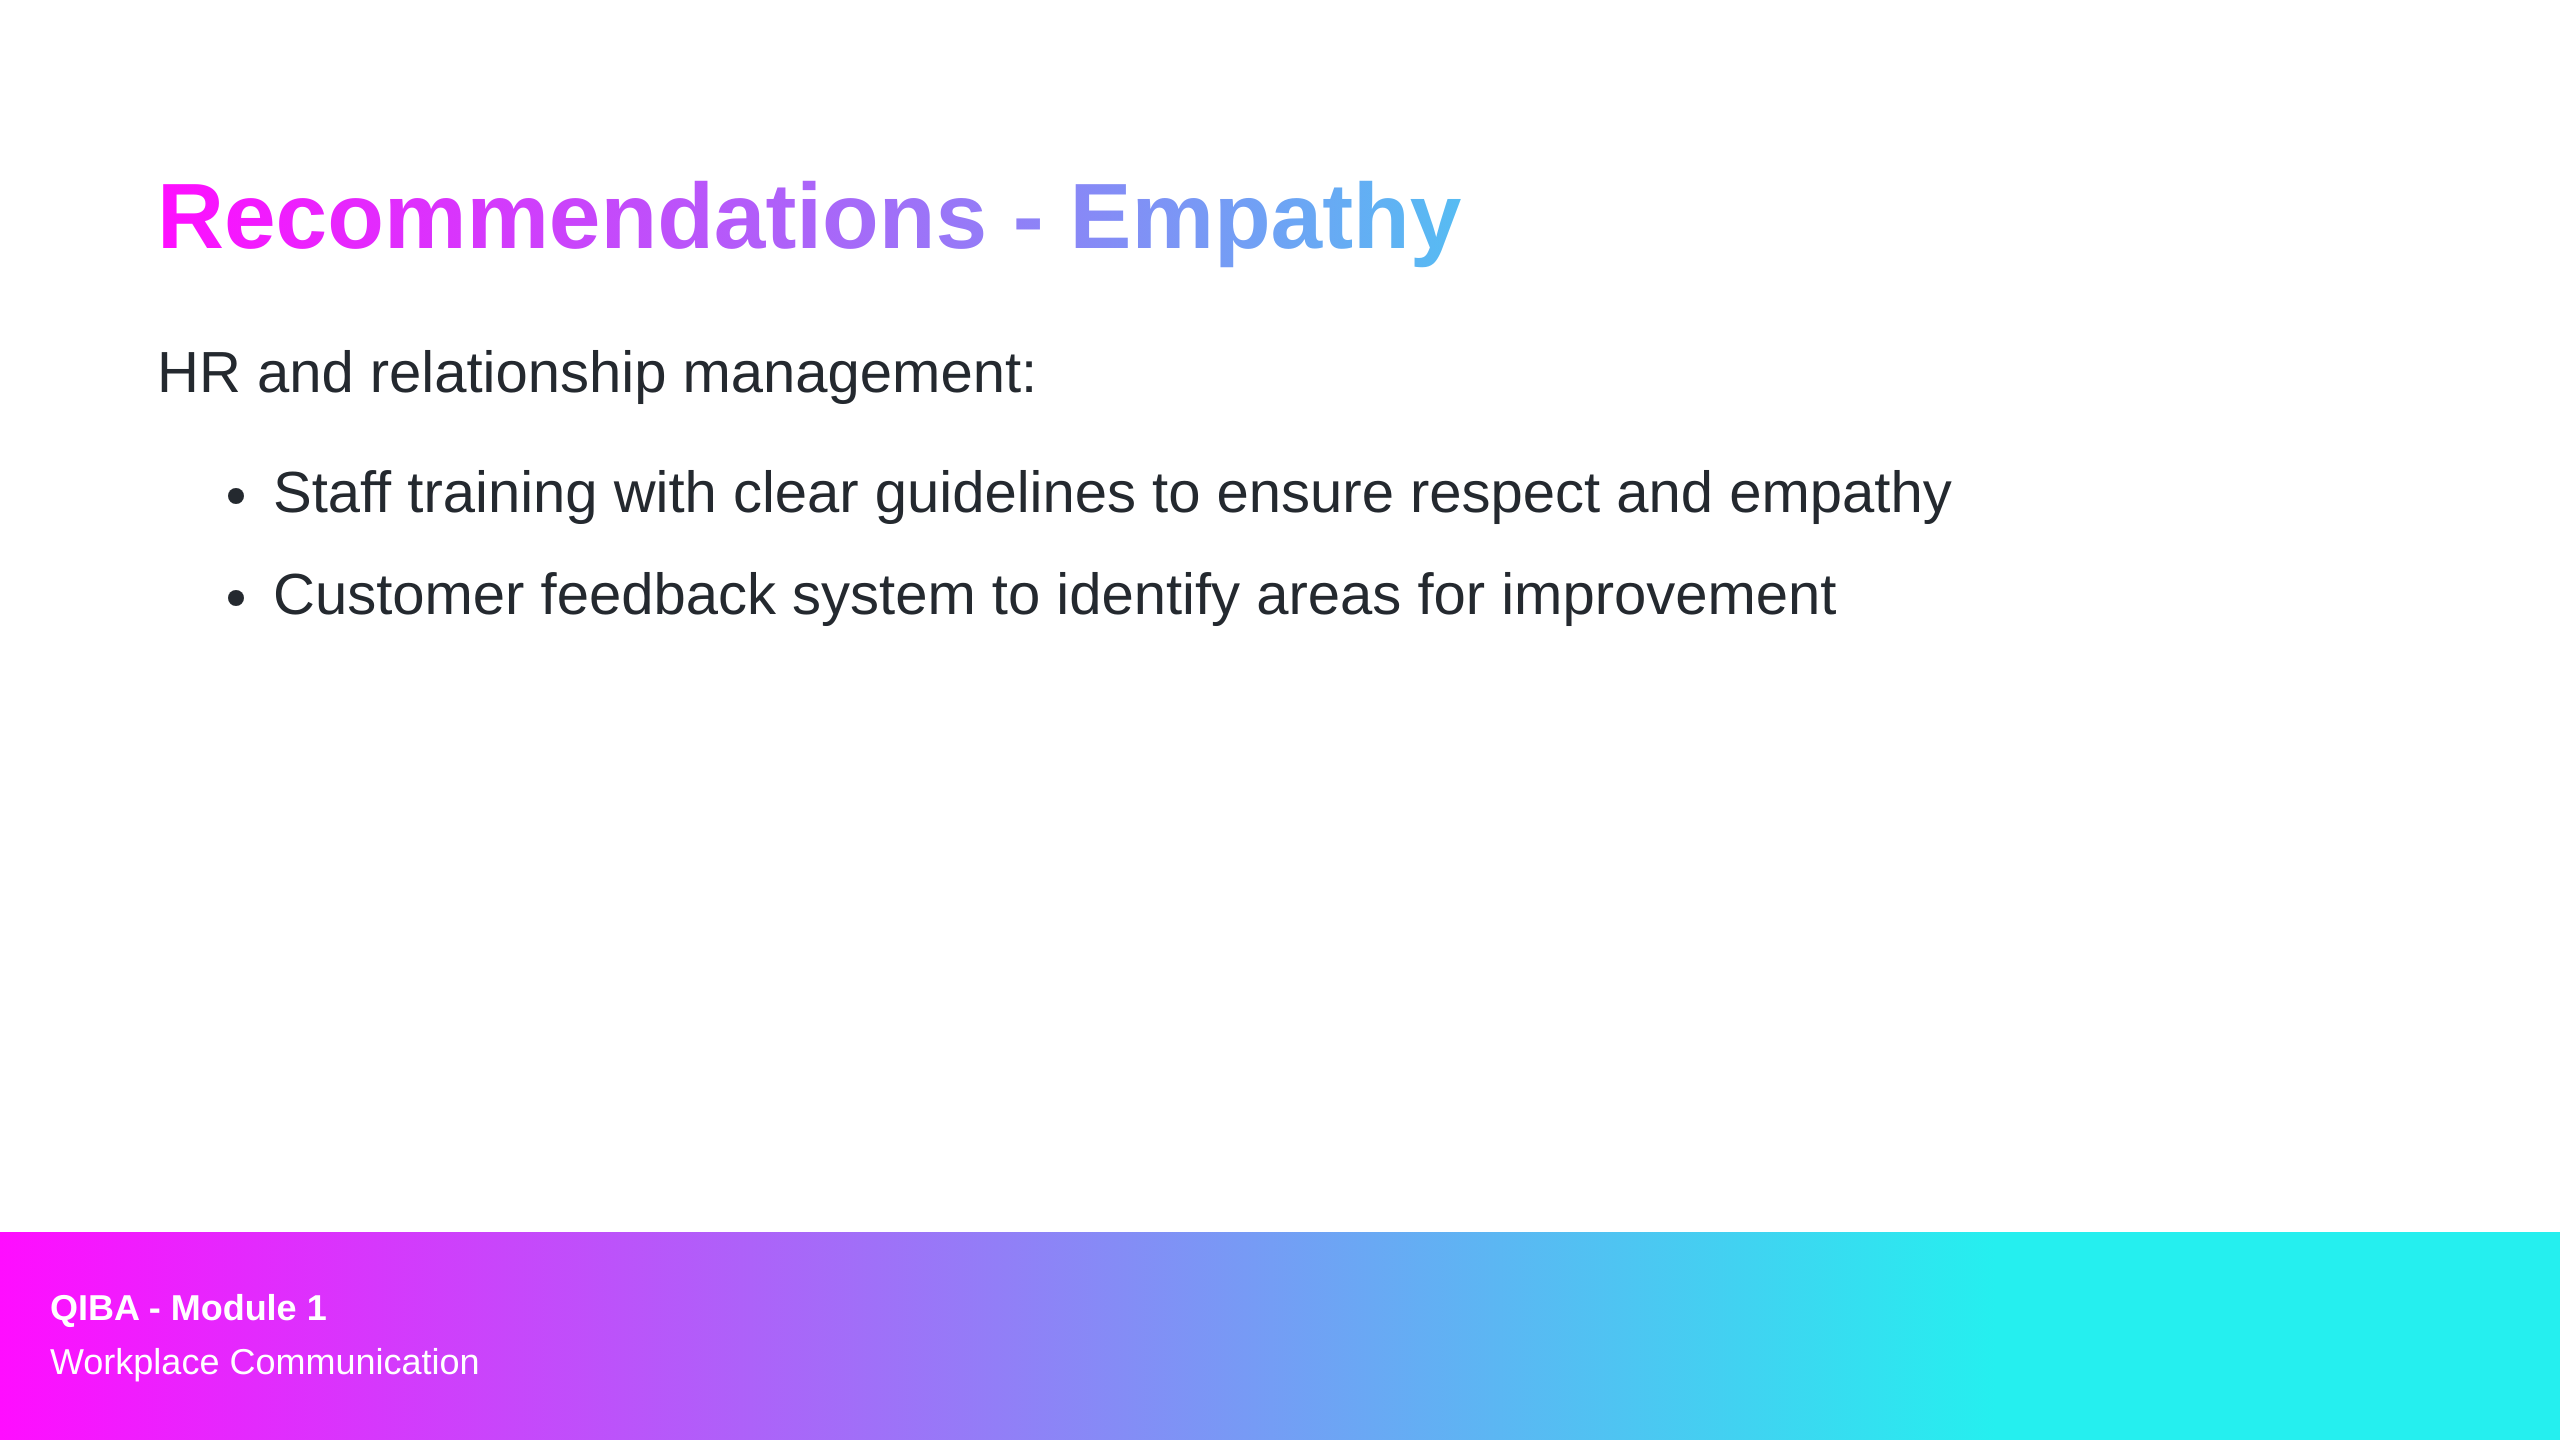 Recommendations - Empathy
HR and relationship management:
• Staff training with clear guidelines to ensure respect and empathy
• Customer feedback system to identify areas for improvement
QIBA - Module 1
Workplace Communication